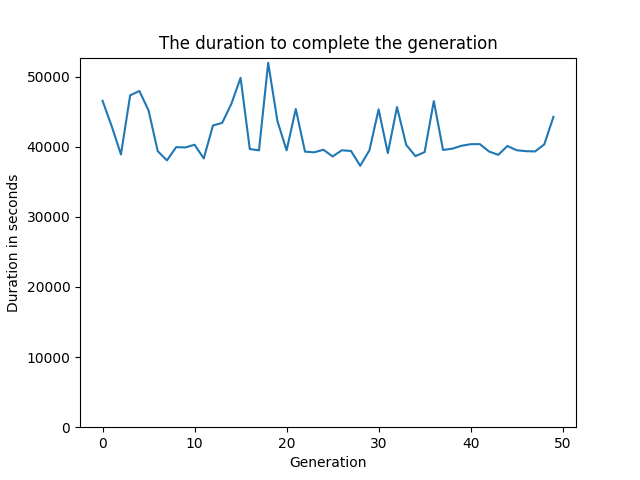 The duration to complete the generation
50000
40000
30000
20000
10000
0
Duration in seconds
0 10 20 30 40 50
Generation